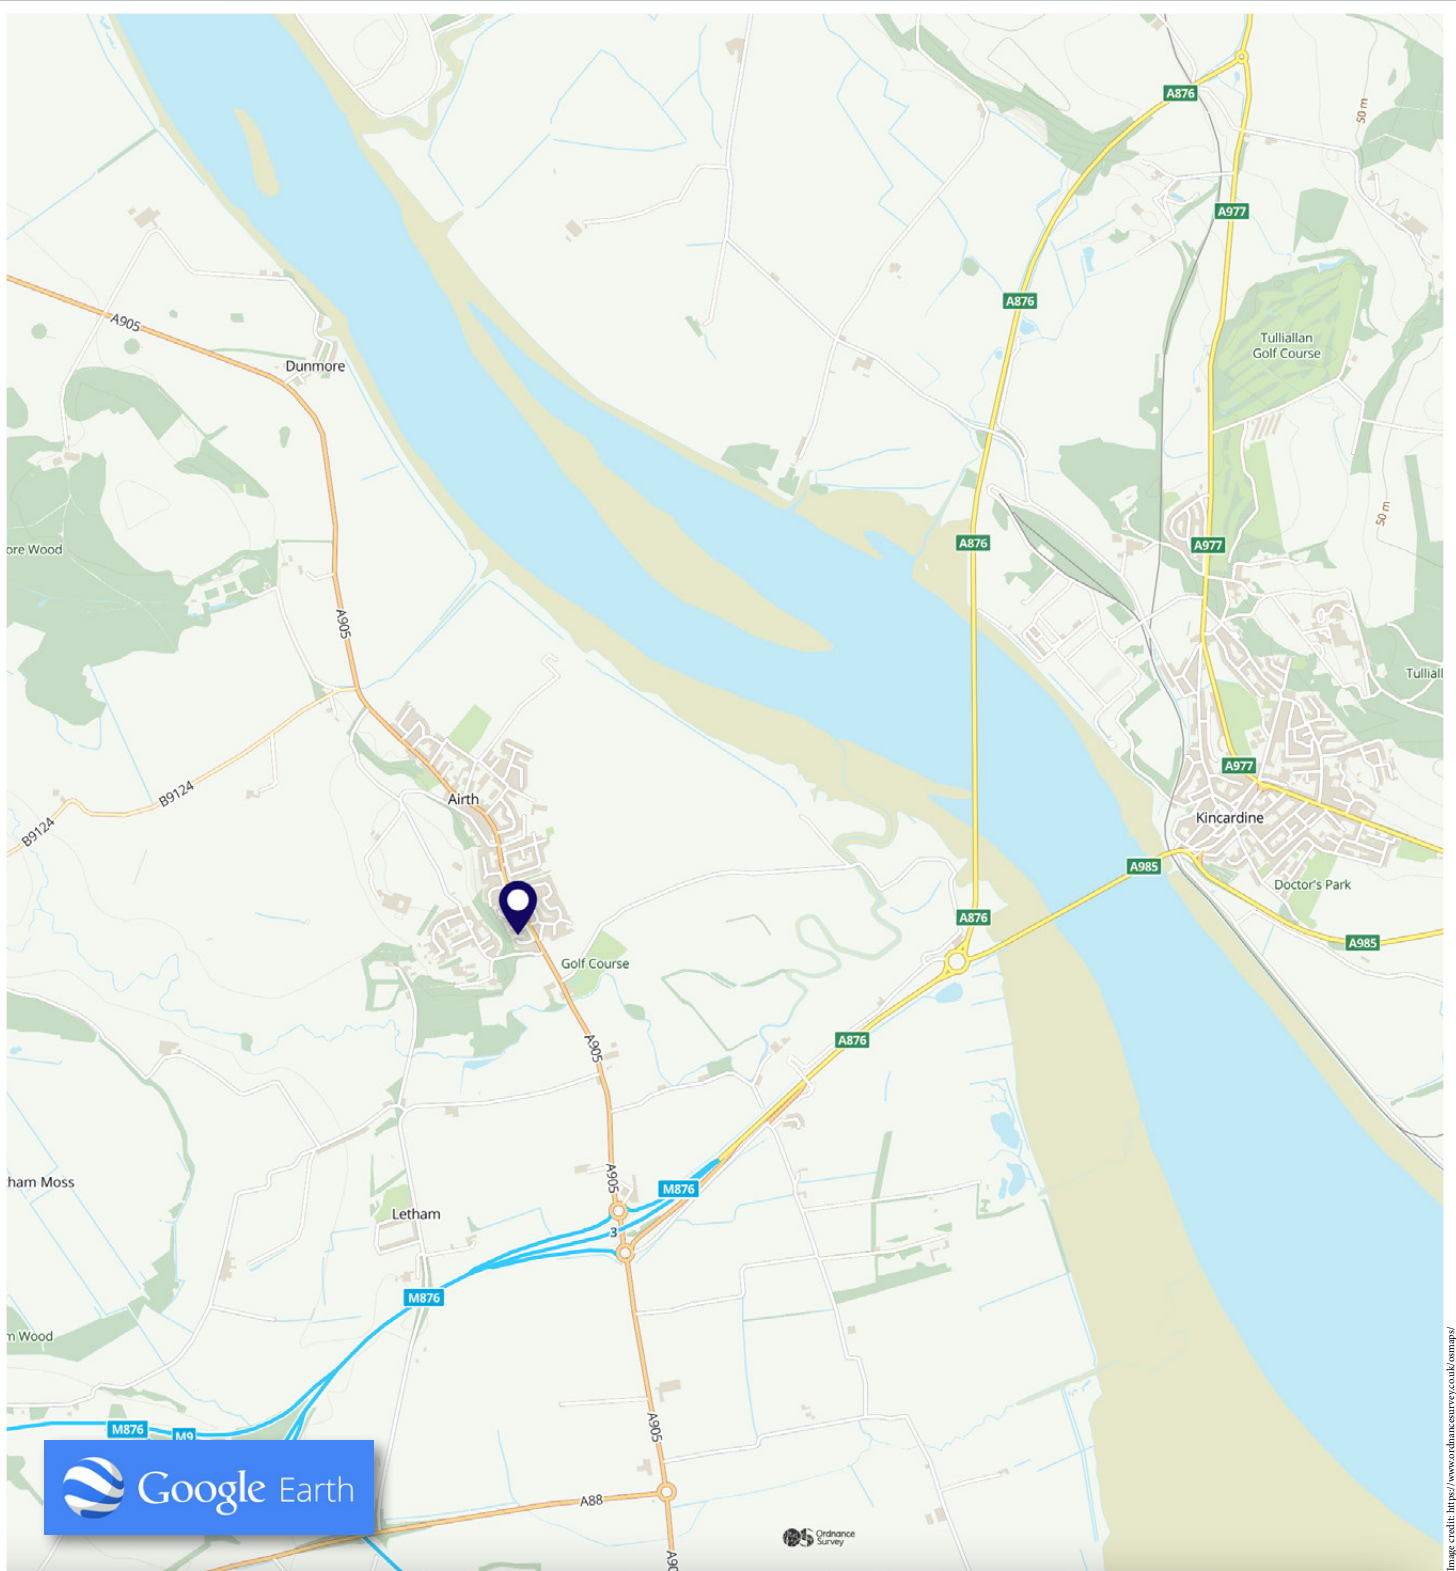 A876
50 m
A977
A876
A905
Tulliallan
Golf Course
Dunmore
50 m
A876
A977
ore Wood
A905
Tulliall
A977
B9124
Airth
Kincardine
B9124
A985
Doctor's Park
A876
A985
Golf Course
A876
A905
ham Moss
A905
M876
Letham
3
M876
m Wood
M876
M9
A905
Google Earth
A88
Ordnance
Survey
A90
Image credit: https://www.ordnancesurvey.co.uk/osmaps/